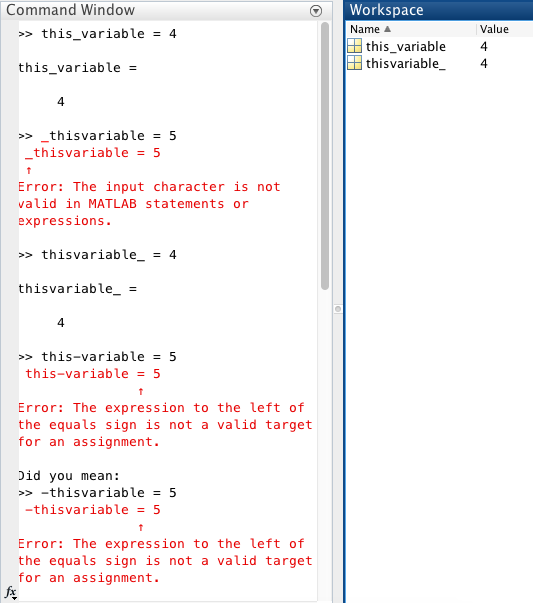 Command Window
>> this_variable = 4
this_variable =
4
>> _thisvariable = 5
_thisvariable = 5
↑
Error: The input character is not
valid in MATLAB statements or
expressions.
>> thisvariable_ = 4
thisvariable_ =
4
>> this-variable = 5
this-variable = 5
↑
Error: The expression to the left of
the equals sign is not a valid target
for an assignment.
Did you mean:
>> -thisvariable = 5
-thisvariable = 5
↑
Error: The expression to the left of
the equals sign is not a valid target
for an assignment.
fx
Workspace
Name Value
this_variable 4
thisvariable_ 4